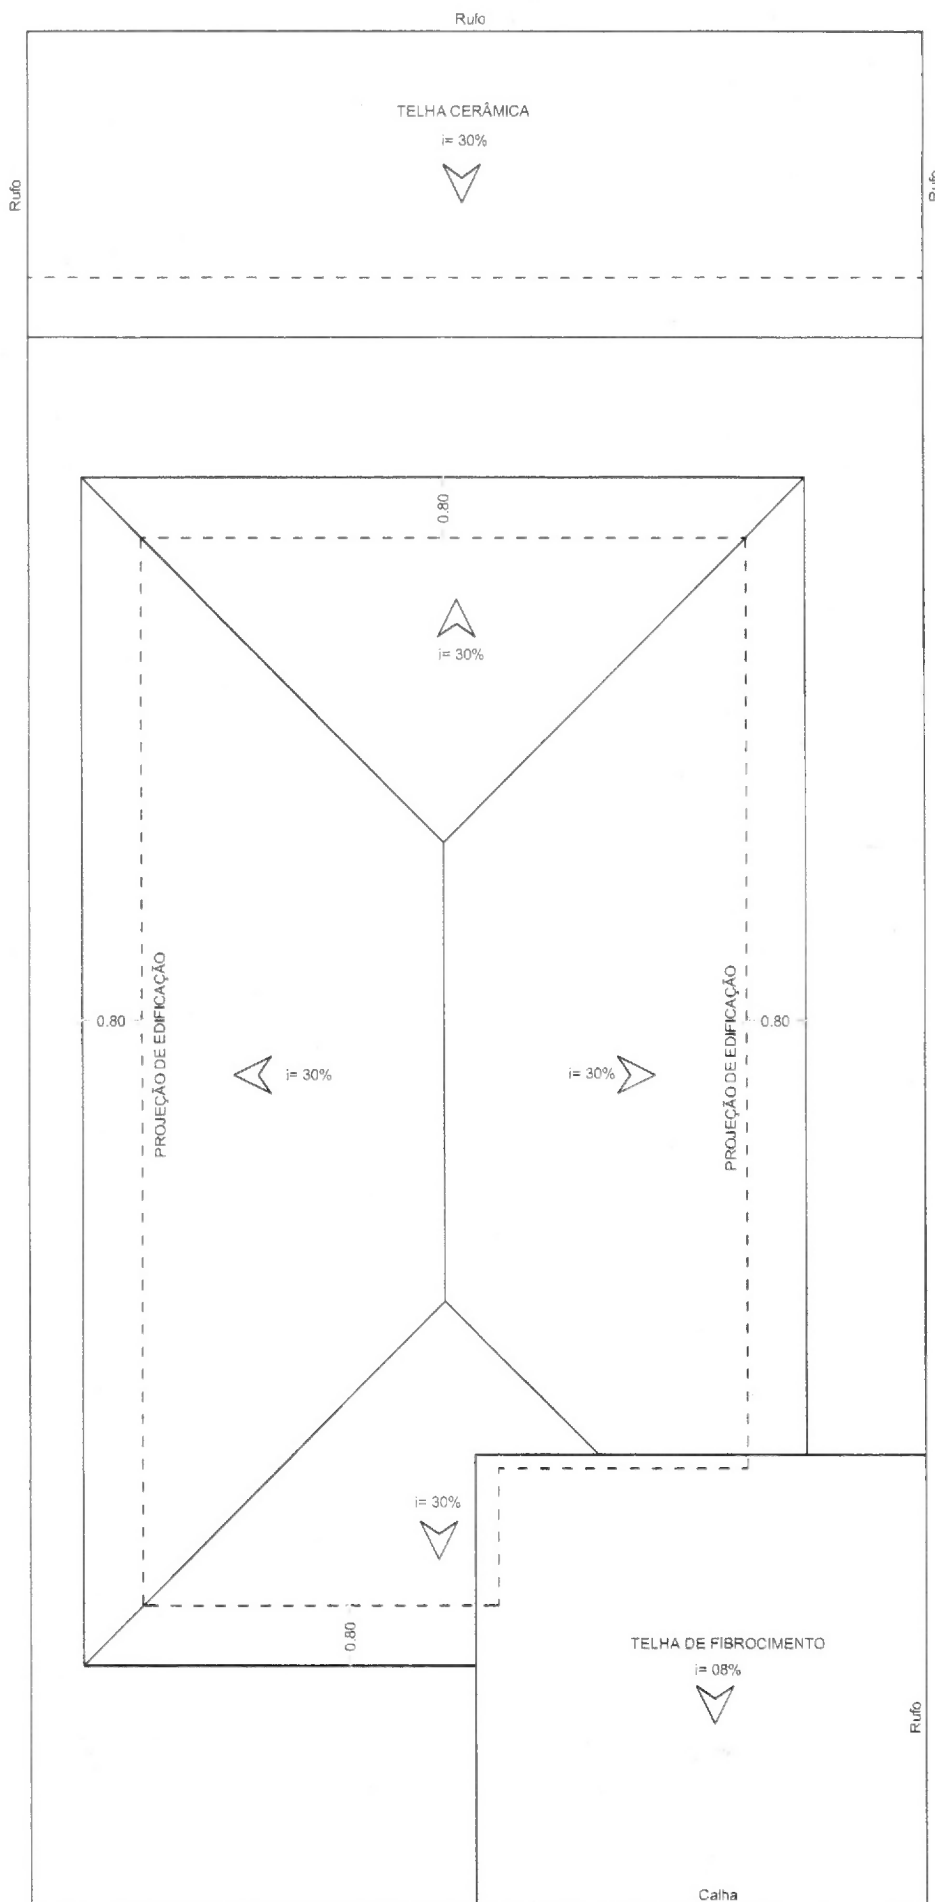 Rufo
TELHA CERÂMICA
i= 30%
Rufo
Rufo
0.80
i= 30%
PROJEÇÃO DE EDIFICAÇÃO
PROJEÇÃO DE EDIFICAÇÃO
0.80
0.80
i= 30%
i= 30%
i= 30%
0.80
TELHA DE FIBROCIMENTO
i= 08%
Rufo
Calha